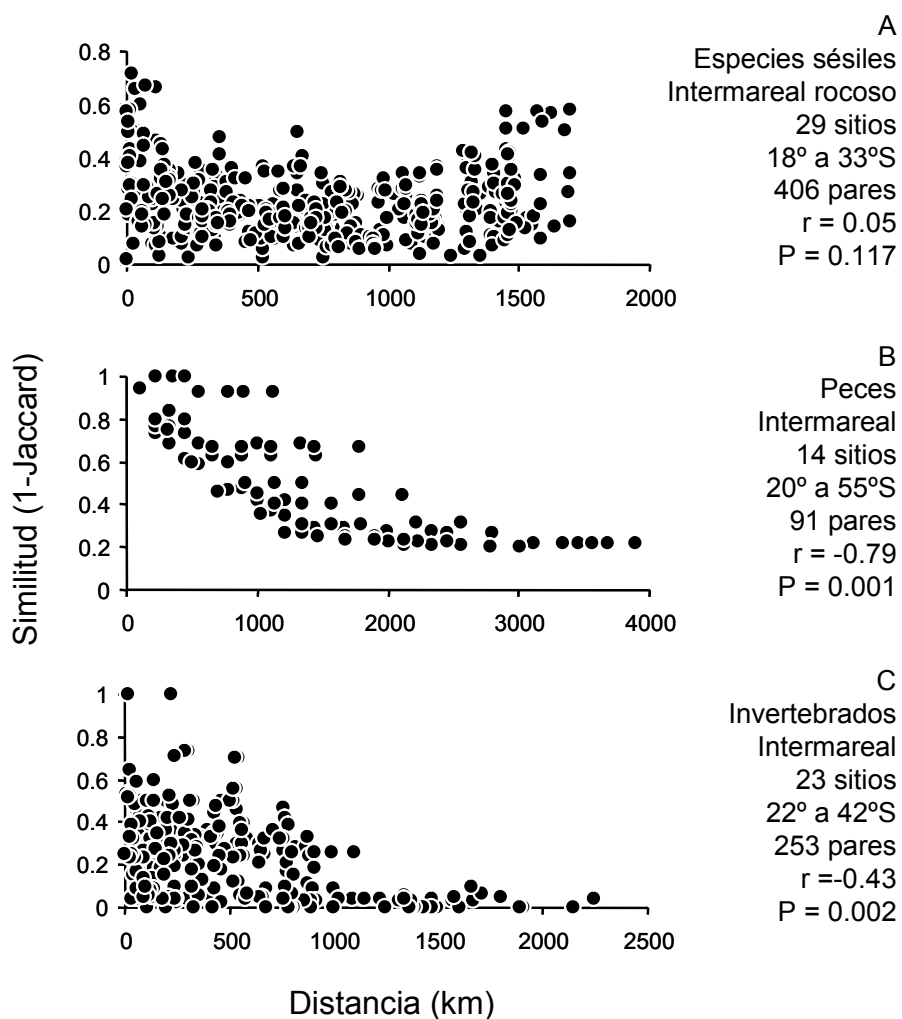 A
Especies sésiles
Intermareal rocoso
29 sitios
18º a 33ºS
406 pares
r = 0.05
P = 0.117
0.8
0.6
0.4
0.2
0
0 500 1000 1500 2000
B
Peces
Intermareal
14 sitios
20º a 55ºS
91 pares
r = -0.79
P = 0.001
1
0.8
0.6
0.4
0.2
0
0 1000 2000 3000 4000
C
Invertebrados
Intermareal
23 sitios
22º a 42ºS
253 pares
r =-0.43
P = 0.002
1
0.8
0.6
0.4
0.2
0
0 500 1000 1500 2000 2500
Similitud (1-Jaccard)
Distancia (km)